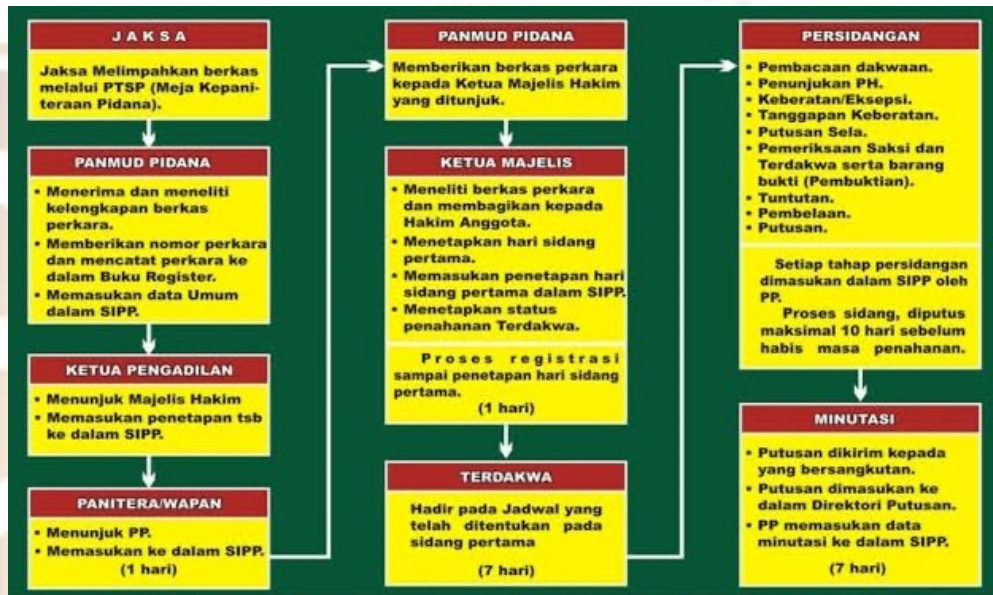 J A K S A
Jaksa Melimpahkan berkas
melalui PTSP (Meja Kepani-
teraan Pidana).
PANMUD PIDANA
• Menerima dan meneliti
kelengkapan berkas
perkara.
• Memberikan nomor perkara
dan mencatat perkara ke
dalam Buku Register.
• Memasukan data Umum
dalam SIPP.
KETUA PENGADILAN
• Menunjuk Majelis Hakim
• Memasukan penetapan tsb
ke dalam SIPP.
PANITERA/WAPAN
• Menunjuk PP.
• Memasukan ke dalam SIPP.
(1 hari)
PANMUD PIDANA
Memberikan berkas perkara
kepada Ketua Majelis Hakim
yang ditunjuk.
KETUA MAJELIS
• Meneliti berkas perkara
dan membagikan kepada
Hakim Anggota.
• Menetapkan hari sidang
pertama.
• Memasukan penetapan hari
sidang pertama dalam SIPP.
• Menetapkan status
penahanan Terdakwa.
Proses registrasi
sampai penetapan hari sidang
pertama.
(1 hari)
TERDAKWA
Hadir pada Jadwal yang
telah ditentukan pada
sidang pertama
(7 hari)
PERSIDANGAN
• Pembacaan dakwaan.
• Penunjukan PH.
• Keberatan/Eksepsi.
• Tanggapan Keberatan.
• Putusan Sela.
• Pemeriksaan Saksi dan
Terdakwa serta barang
bukti (Pembuktian).
• Tuntutan.
• Pembelaan.
• Putusan.
Setiap tahap persidangan
dimasukan dalam SIPP oleh
PP.
Proses sidang, diputus
maksimal 10 hari sebelum
habis masa penahanan.
MINUTASI
• Putusan dikirim kepada
yang bersangkutan.
• Putusan dimasukan ke
dalam Direktori Putusan.
• PP memasukan data
minutasi ke dalam SIPP.
(7 hari)